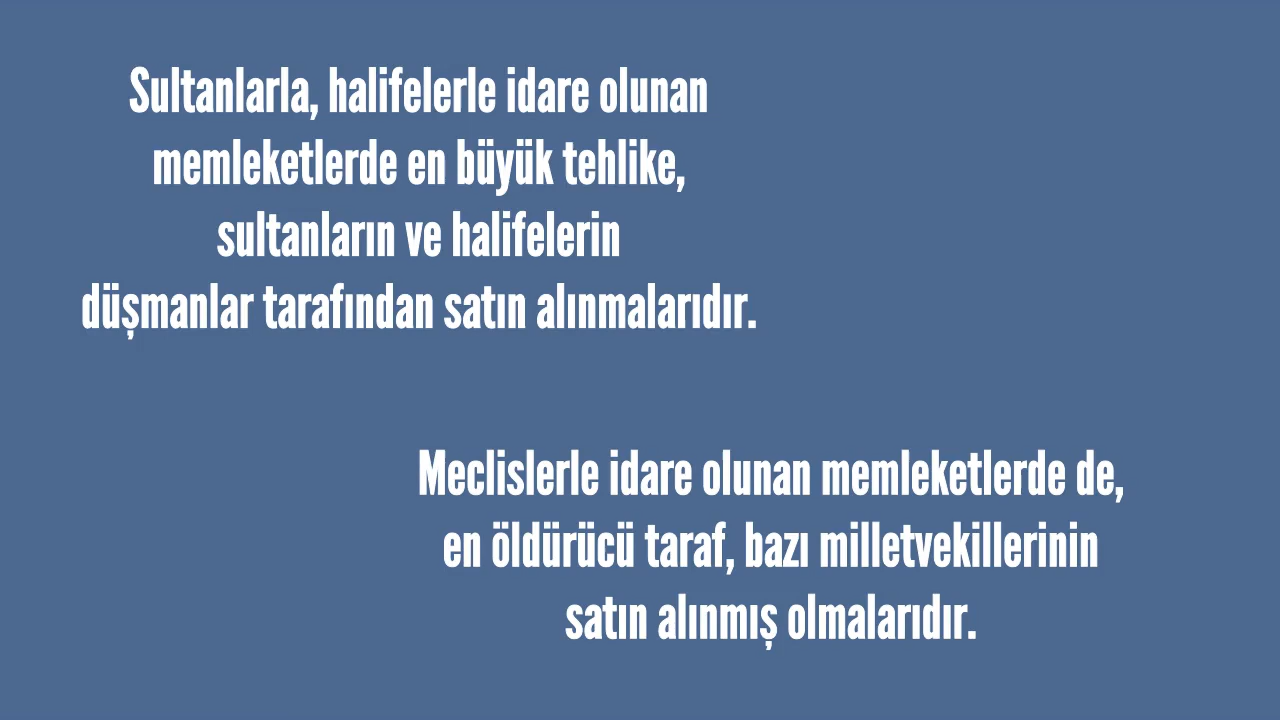 Sultanlarla, halifelerle idare olunan
memleketlerde en büyük tehlike,
sultanların ve halifelerin
düşmanlar tarafından satın alınmalarıdır.
Meclislerle idare olunan memleketlerde de,
en öldürücü taraf, bazı milletvekillerinin
satın alınmış olmalarıdır.